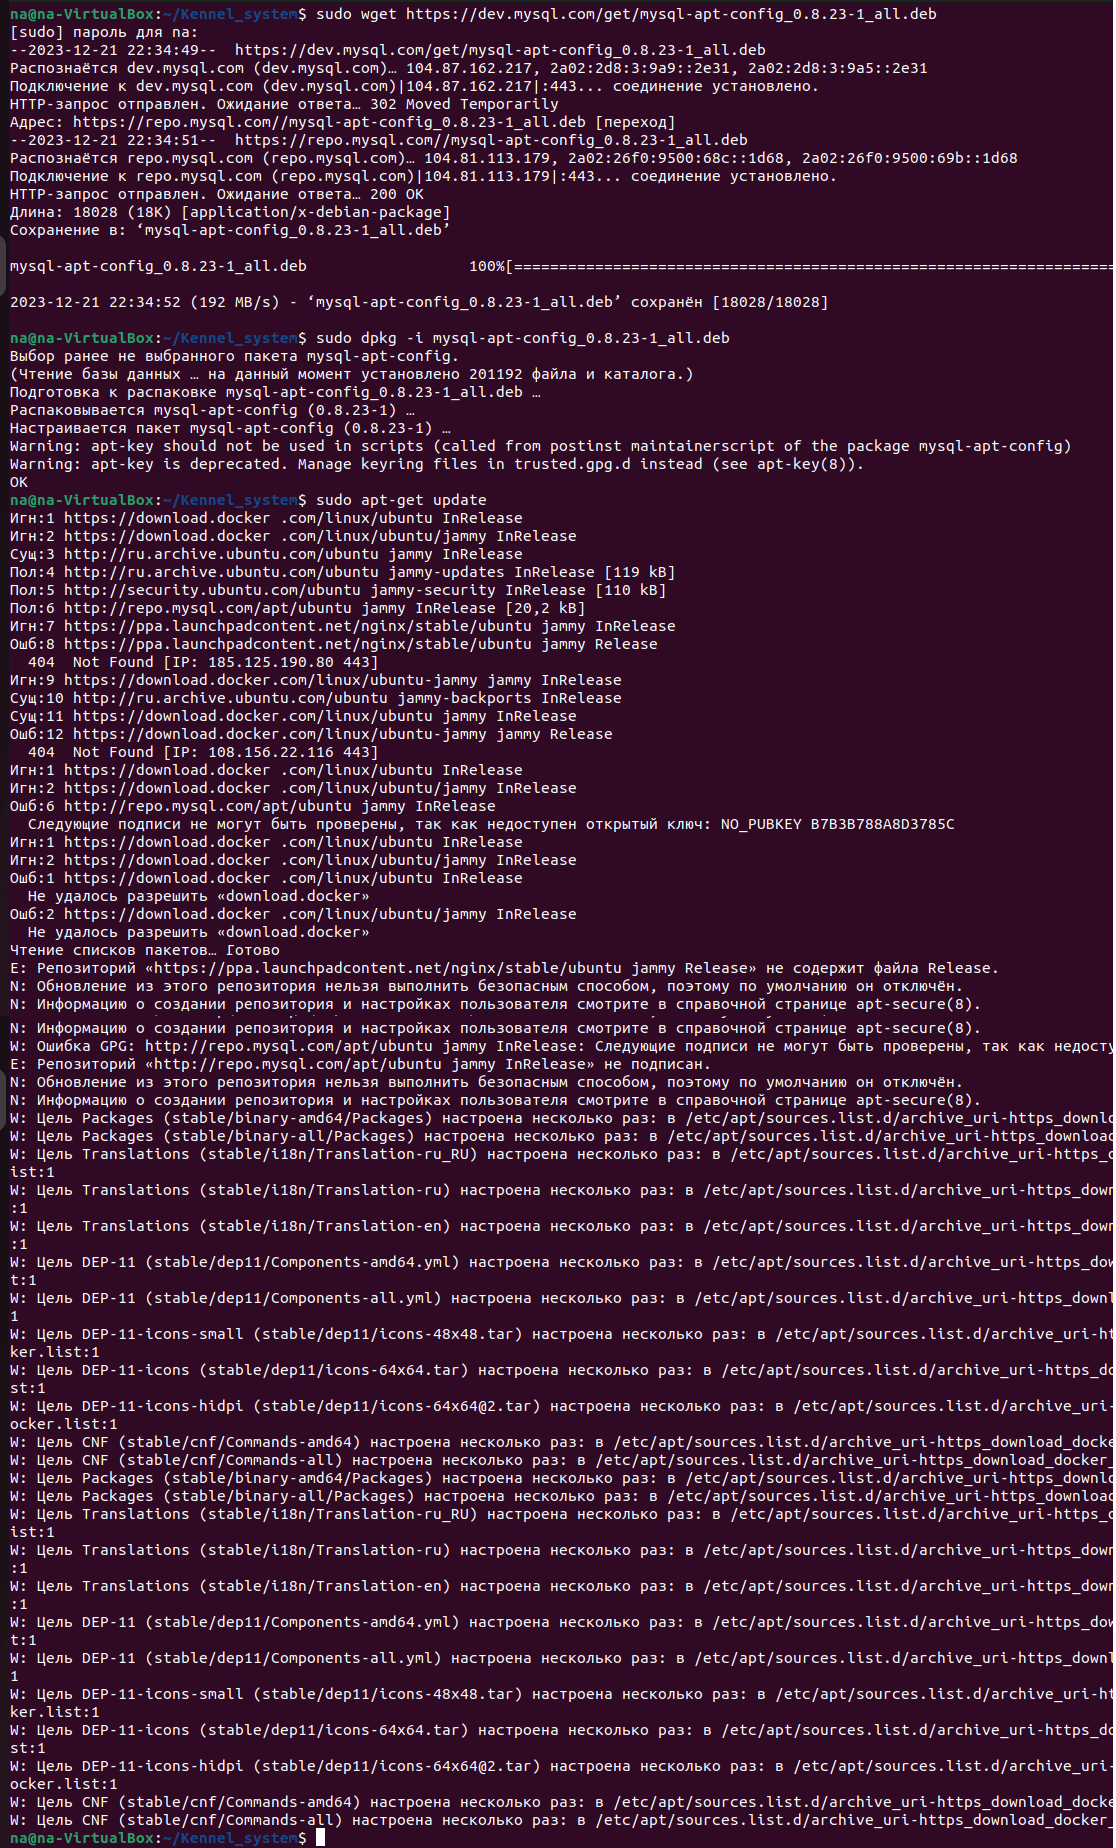 na@na-VirtualBox:~/Kennel_system$ sudo wget https://dev.mysql.com/get/mysql-apt-config_0.8.23-1_all.deb
[sudo] пароль для na:
--2023-12-21 22:34:49--  https://dev.mysql.com/get/mysql-apt-config_0.8.23-1_all.deb
Распознаётся dev.mysql.com (dev.mysql.com)… 104.87.162.217, 2a02:2d8:3:9a9::2e31, 2a02:2d8:3:9a5::2e31
Подключение к dev.mysql.com (dev.mysql.com)|104.87.162.217|:443... соединение установлено.
HTTP-запрос отправлен. Ожидание ответа… 302 Moved Temporarily
Адрес: https://repo.mysql.com//mysql-apt-config_0.8.23-1_all.deb [переход]
--2023-12-21 22:34:51--  https://repo.mysql.com//mysql-apt-config_0.8.23-1_all.deb
Распознаётся repo.mysql.com (repo.mysql.com)… 104.81.113.179, 2a02:26f0:9500:68c::1d68, 2a02:26f0:9500:69b::1d68
Подключение к repo.mysql.com (repo.mysql.com)|104.81.113.179|:443... соединение установлено.
HTTP-запрос отправлен. Ожидание ответа… 200 OK
Длина: 18028 (18K) [application/x-debian-package]
Сохранение в: ‘mysql-apt-config_0.8.23-1_all.deb’
mysql-apt-config_0.8.23-1_all.deb                  100%[===================================================================
2023-12-21 22:34:52 (192 MB/s) - ‘mysql-apt-config_0.8.23-1_all.deb’ сохранён [18028/18028]
na@na-VirtualBox:~/Kennel_system$ sudo dpkg -i mysql-apt-config_0.8.23-1_all.deb
Выбор ранее не выбранного пакета mysql-apt-config.
(Чтение базы данных … на данный момент установлено 201192 файла и каталога.)
Подготовка к распаковке mysql-apt-config_0.8.23-1_all.deb …
Распаковывается mysql-apt-config (0.8.23-1) …
Настраивается пакет mysql-apt-config (0.8.23-1) …
Warning: apt-key should not be used in scripts (called from postinst maintainerscript of the package mysql-apt-config)
Warning: apt-key is deprecated. Manage keyring files in trusted.gpg.d instead (see apt-key(8)).
OK
na@na-VirtualBox:~/Kennel_system$ sudo apt-get update
Игн:1 https://download.docker .com/linux/ubuntu InRelease
Игн:2 https://download.docker .com/linux/ubuntu/jammy InRelease
Сущ:3 http://ru.archive.ubuntu.com/ubuntu jammy InRelease
Пол:4 http://ru.archive.ubuntu.com/ubuntu jammy-updates InRelease [119 kB]
Пол:5 http://security.ubuntu.com/ubuntu jammy-security InRelease [110 kB]
Пол:6 http://repo.mysql.com/apt/ubuntu jammy InRelease [20,2 kB]
Игн:7 https://ppa.launchpadcontent.net/nginx/stable/ubuntu jammy InRelease
Ошб:8 https://ppa.launchpadcontent.net/nginx/stable/ubuntu jammy Release
  404  Not Found [IP: 185.125.190.80 443]
Игн:9 https://download.docker.com/linux/ubuntu-jammy jammy InRelease
Сущ:10 http://ru.archive.ubuntu.com/ubuntu jammy-backports InRelease
Сущ:11 https://download.docker.com/linux/ubuntu jammy InRelease
Ошб:12 https://download.docker.com/linux/ubuntu-jammy jammy Release
  404  Not Found [IP: 108.156.22.116 443]
Игн:1 https://download.docker .com/linux/ubuntu InRelease
Игн:2 https://download.docker .com/linux/ubuntu/jammy InRelease
Ошб:6 http://repo.mysql.com/apt/ubuntu jammy InRelease
  Следующие подписи не могут быть проверены, так как недоступен открытый ключ: NO_PUBKEY B7B3B788A8D3785C
Игн:1 https://download.docker .com/linux/ubuntu InRelease
Игн:2 https://download.docker .com/linux/ubuntu/jammy InRelease
Ошб:1 https://download.docker .com/linux/ubuntu InRelease
  Не удалось разрешить «download.docker»
Ошб:2 https://download.docker .com/linux/ubuntu/jammy InRelease
  Не удалось разрешить «download.docker»
Чтение списков пакетов… Готово
E: Репозиторий «https://ppa.launchpadcontent.net/nginx/stable/ubuntu jammy Release» не содержит файла Release.
N: Обновление из этого репозитория нельзя выполнить безопасным способом, поэтому по умолчанию он отключён.
N: Информацию о создании репозитория и настройках пользователя смотрите в справочной странице apt-secure(8).
N: Информацию о создании репозитория и настройках пользователя смотрите в справочной странице apt-secure(8).
W: Ошибка GPG: http://repo.mysql.com/apt/ubuntu jammy InRelease: Следующие подписи не могут быть проверены, так как недосту
E: Репозиторий «http://repo.mysql.com/apt/ubuntu jammy InRelease» не подписан.
N: Обновление из этого репозитория нельзя выполнить безопасным способом, поэтому по умолчанию он отключён.
N: Информацию о создании репозитория и настройках пользователя смотрите в справочной странице apt-secure(8).
W: Цель Packages (stable/binary-amd64/Packages) настроена несколько раз: в /etc/apt/sources.list.d/archive_uri-https_downlo
W: Цель Packages (stable/binary-all/Packages) настроена несколько раз: в /etc/apt/sources.list.d/archive_uri-https_download
W: Цель Translations (stable/i18n/Translation-ru_RU) настроена несколько раз: в /etc/apt/sources.list.d/archive_uri-https_d
ist:1
W: Цель Translations (stable/i18n/Translation-ru) настроена несколько раз: в /etc/apt/sources.list.d/archive_uri-https_down
:1
W: Цель Translations (stable/i18n/Translation-en) настроена несколько раз: в /etc/apt/sources.list.d/archive_uri-https_down
:1
W: Цель DEP-11 (stable/dep11/Components-amd64.yml) настроена несколько раз: в /etc/apt/sources.list.d/archive_uri-https_dow
t:1
W: Цель DEP-11 (stable/dep11/Components-all.yml) настроена несколько раз: в /etc/apt/sources.list.d/archive_uri-https_downl
1
W: Цель DEP-11-icons-small (stable/dep11/icons-48x48.tar) настроена несколько раз: в /etc/apt/sources.list.d/archive_uri-ht
ker.list:1
W: Цель DEP-11-icons (stable/dep11/icons-64x64.tar) настроена несколько раз: в /etc/apt/sources.list.d/archive_uri-https_do
st:1
W: Цель DEP-11-icons-hidpi (stable/dep11/icons-64x64@2.tar) настроена несколько раз: в /etc/apt/sources.list.d/archive_uri-
ocker.list:1
W: Цель CNF (stable/cnf/Commands-amd64) настроена несколько раз: в /etc/apt/sources.list.d/archive_uri-https_download_docke
W: Цель CNF (stable/cnf/Commands-all) настроена несколько раз: в /etc/apt/sources.list.d/archive_uri-https_download_docker_
W: Цель Packages (stable/binary-amd64/Packages) настроена несколько раз: в /etc/apt/sources.list.d/archive_uri-https_downlo
W: Цель Packages (stable/binary-all/Packages) настроена несколько раз: в /etc/apt/sources.list.d/archive_uri-https_download
W: Цель Translations (stable/i18n/Translation-ru_RU) настроена несколько раз: в /etc/apt/sources.list.d/archive_uri-https_d
ist:1
W: Цель Translations (stable/i18n/Translation-ru) настроена несколько раз: в /etc/apt/sources.list.d/archive_uri-https_down
:1
W: Цель Translations (stable/i18n/Translation-en) настроена несколько раз: в /etc/apt/sources.list.d/archive_uri-https_down
:1
W: Цель DEP-11 (stable/dep11/Components-amd64.yml) настроена несколько раз: в /etc/apt/sources.list.d/archive_uri-https_dow
t:1
W: Цель DEP-11 (stable/dep11/Components-all.yml) настроена несколько раз: в /etc/apt/sources.list.d/archive_uri-https_downl
1
W: Цель DEP-11-icons-small (stable/dep11/icons-48x48.tar) настроена несколько раз: в /etc/apt/sources.list.d/archive_uri-ht
ker.list:1
W: Цель DEP-11-icons (stable/dep11/icons-64x64.tar) настроена несколько раз: в /etc/apt/sources.list.d/archive_uri-https_do
st:1
W: Цель DEP-11-icons-hidpi (stable/dep11/icons-64x64@2.tar) настроена несколько раз: в /etc/apt/sources.list.d/archive_uri-
ocker.list:1
W: Цель CNF (stable/cnf/Commands-amd64) настроена несколько раз: в /etc/apt/sources.list.d/archive_uri-https_download_docke
W: Цель CNF (stable/cnf/Commands-all) настроена несколько раз: в /etc/apt/sources.list.d/archive_uri-https_download_docker_
na@na-VirtualBox:~/Kennel_system$